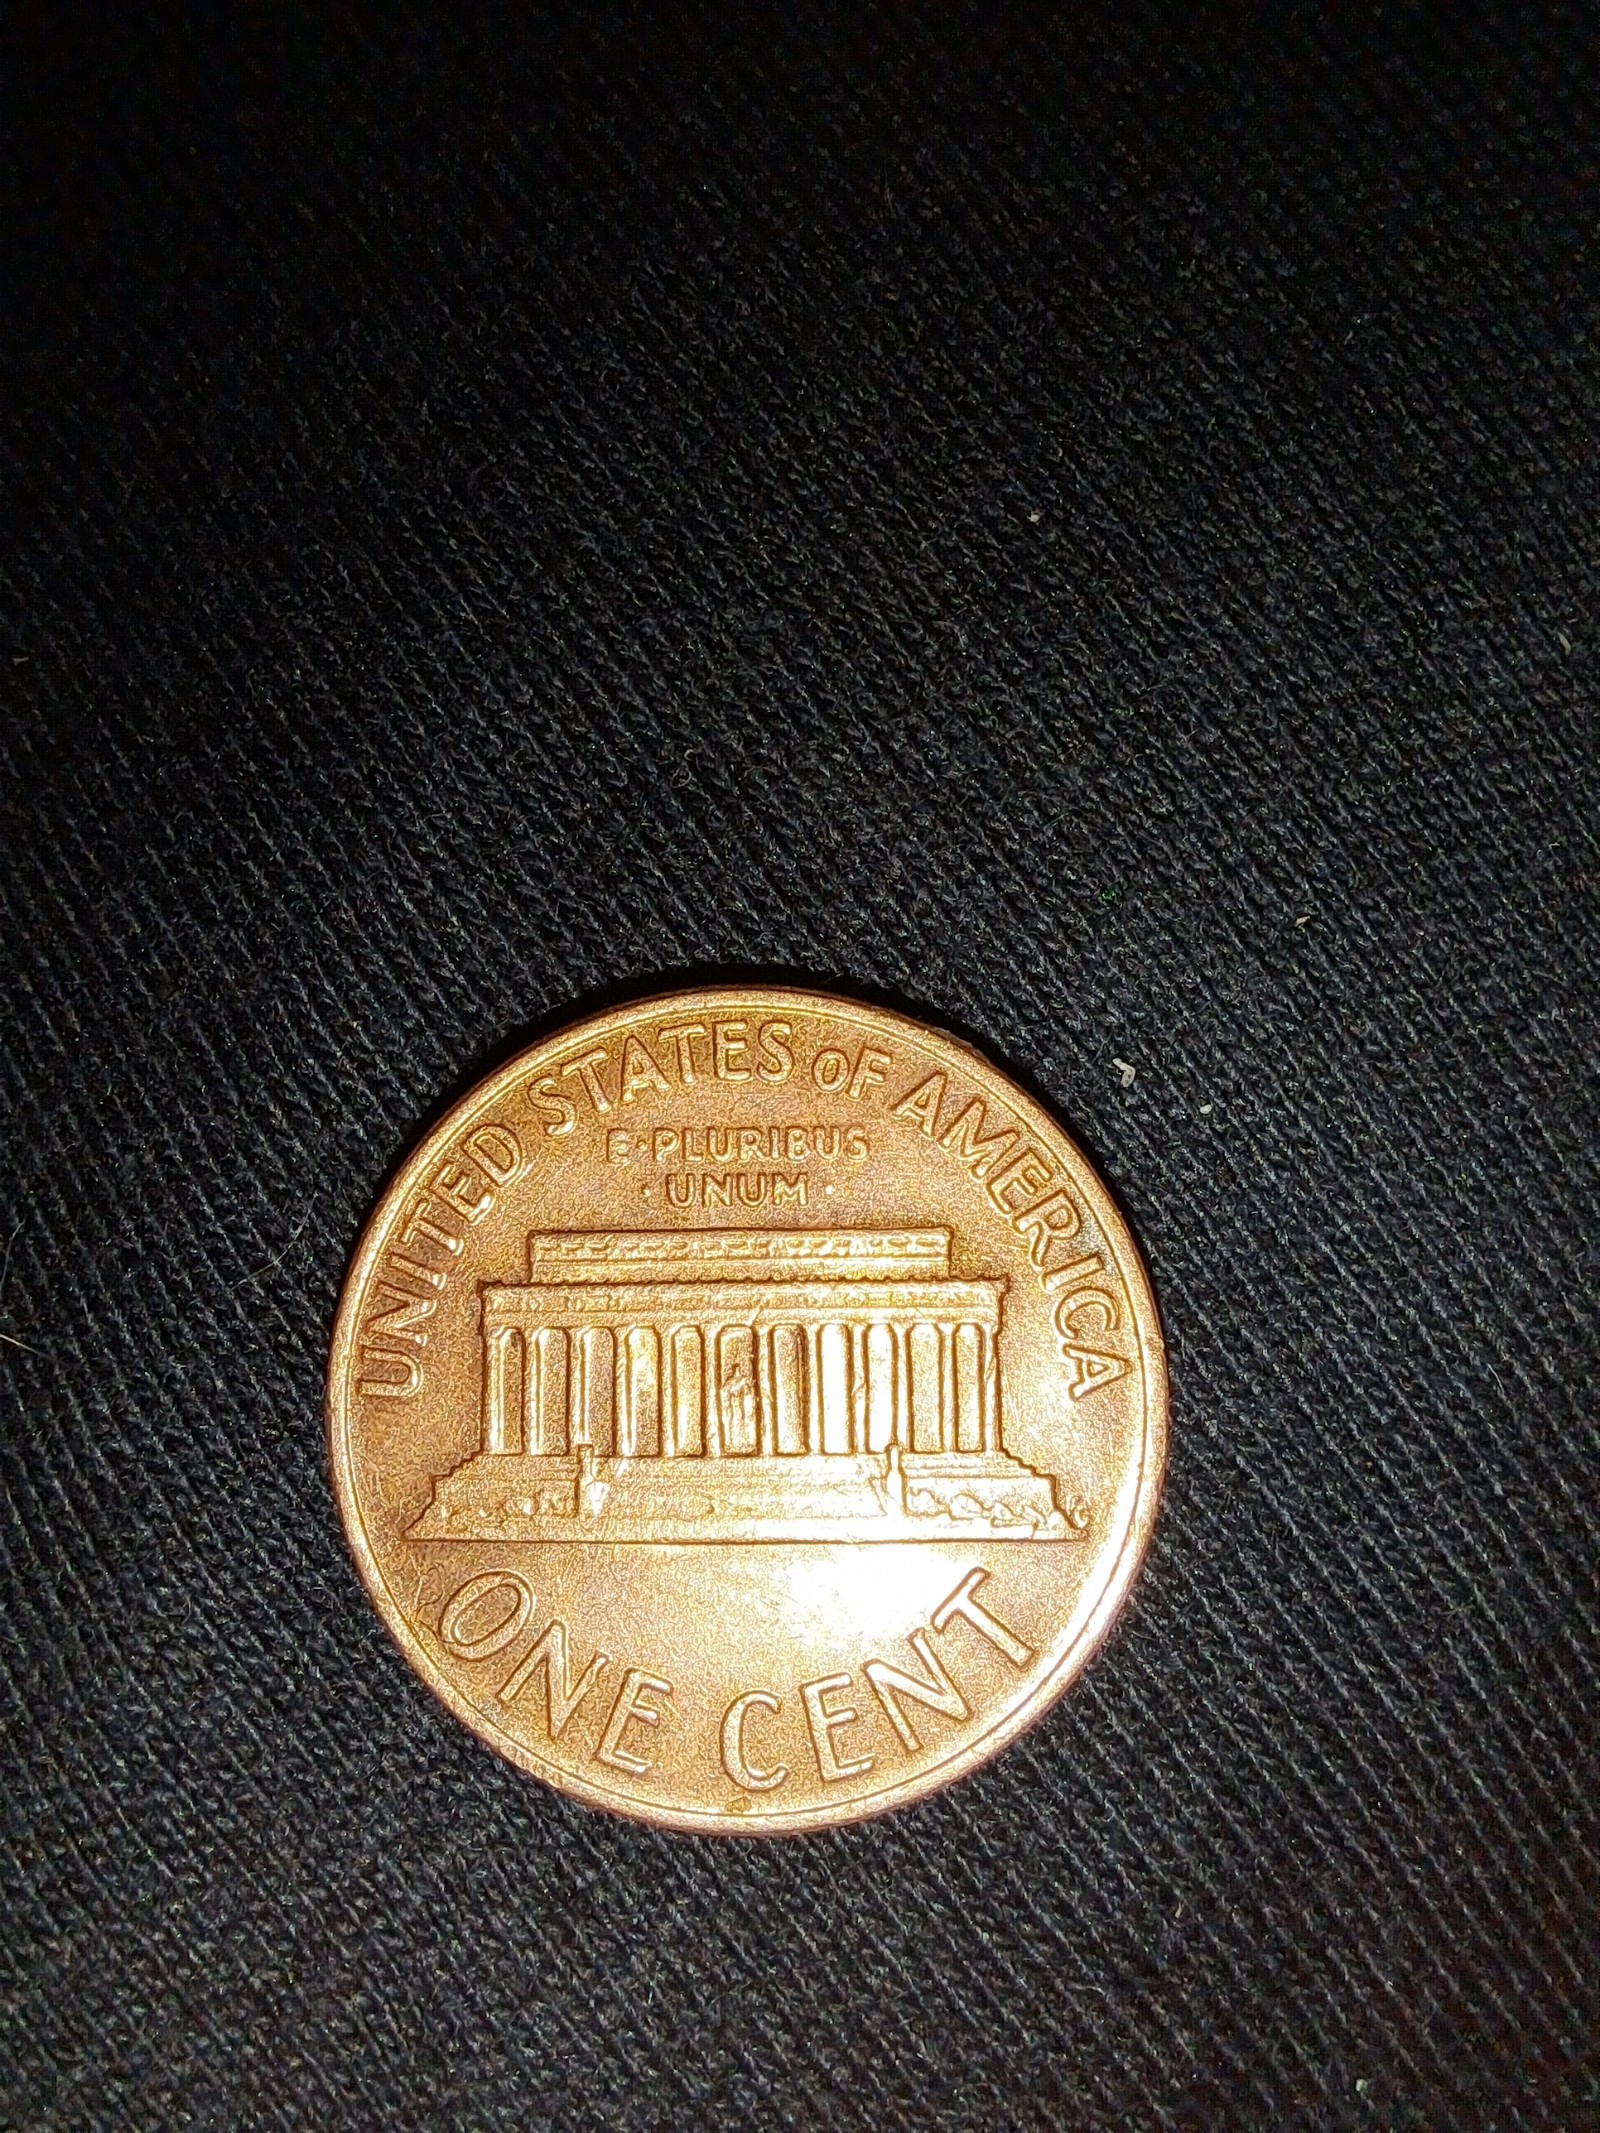 UNITED STATES OF AMERICA
E·PLURIBUS
·UNUM·
ONE CENT